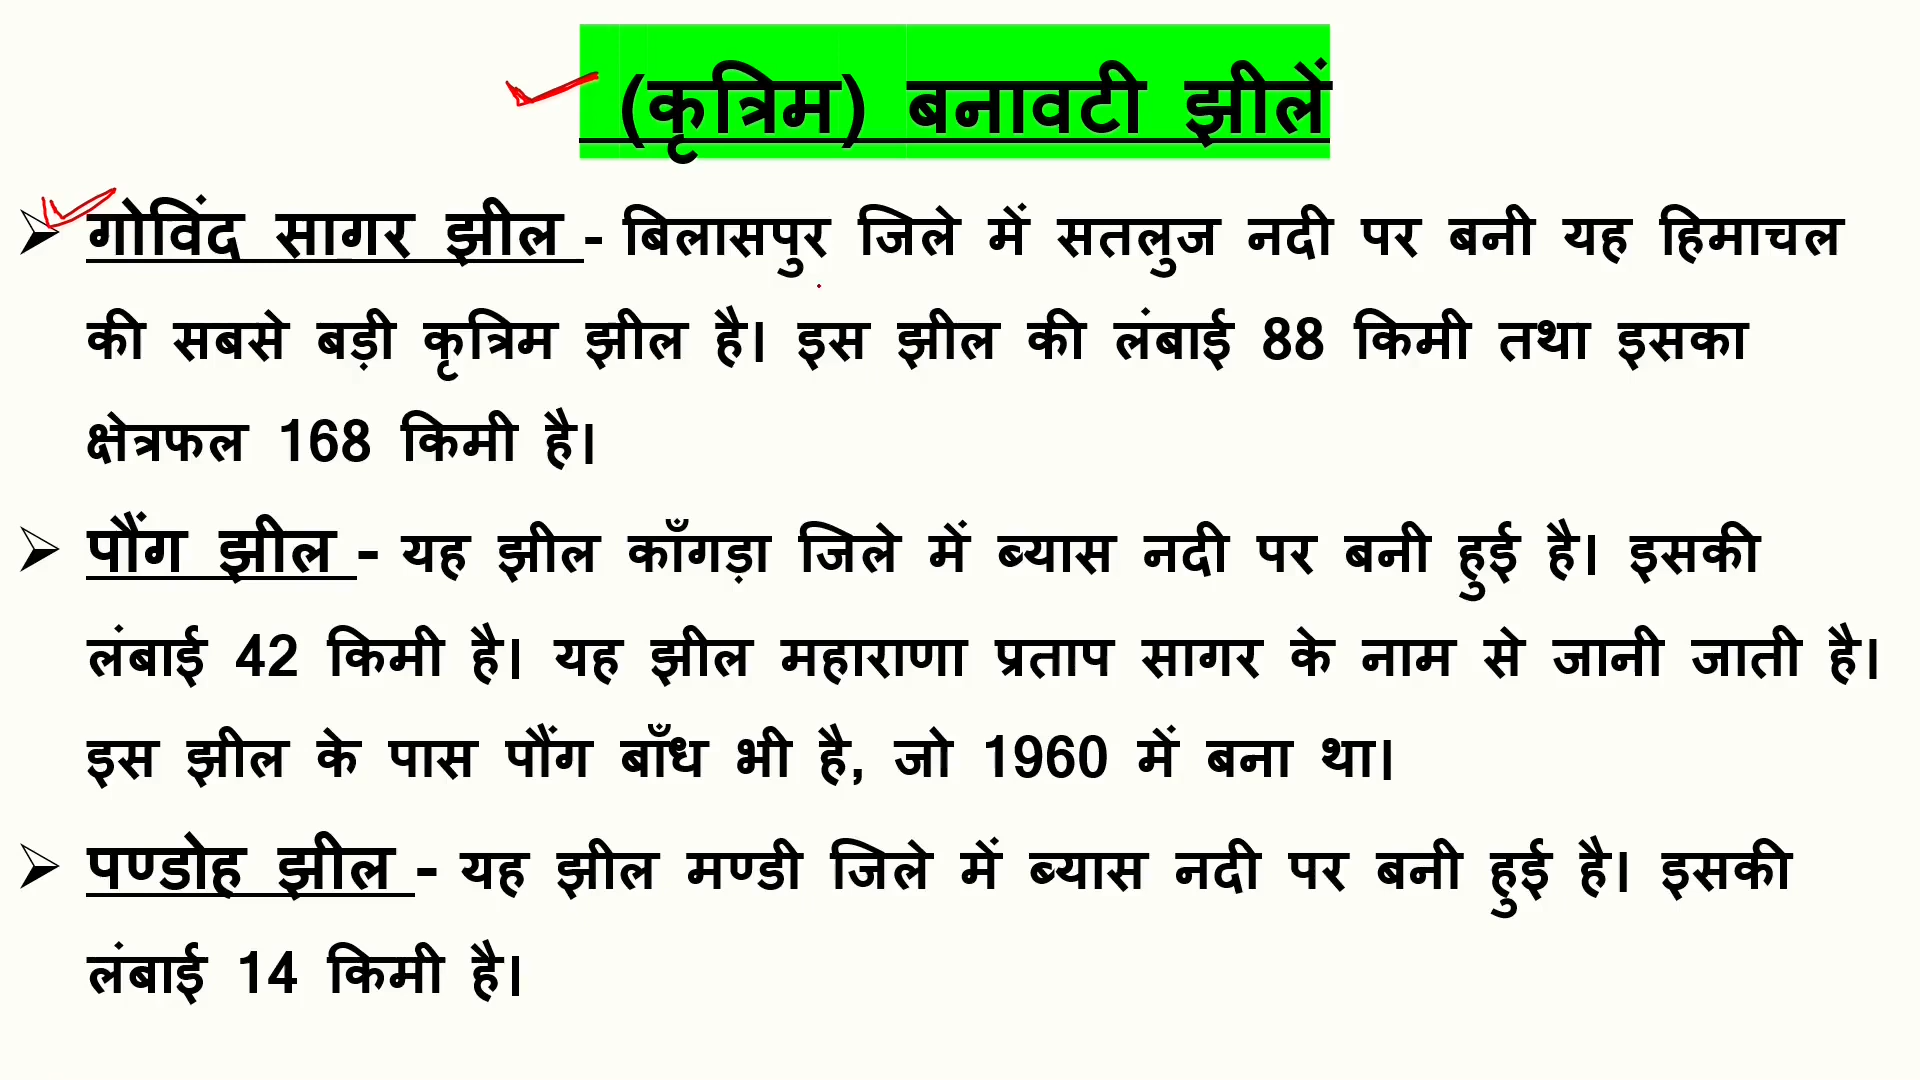 (कृत्रिम) बनावटी झीलें
➢ गोविंद सागर झील - बिलासपुर जिले में सतलुज नदी पर बनी यह हिमाचल
की सबसे बड़ी कृत्रिम झील है। इस झील की लंबाई 88 किमी तथा इसका
क्षेत्रफल 168 किमी है।
➢ पौंग झील - यह झील काँगड़ा जिले में ब्यास नदी पर बनी हुई है। इसकी
लंबाई 42 किमी है। यह झील महाराणा प्रताप सागर के नाम से जानी जाती है।
इस झील के पास पौंग बाँध भी है, जो 1960 में बना था।
➢ पण्डोह झील - यह झील मण्डी जिले में ब्यास नदी पर बनी हुई है। इसकी
लंबाई 14 किमी है।